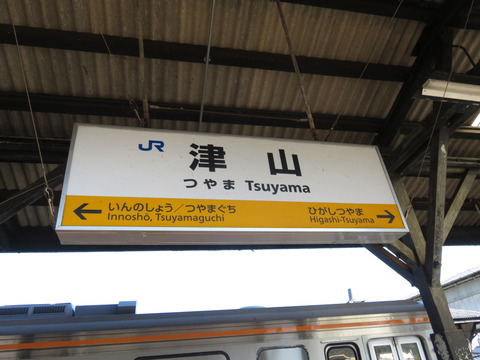 JR 津山
つやま Tsuyama
← いんのしょう／つやまぐち ひがしつやま →
Innoshō, Tsuyamaguchi Higashi-Tsuyama